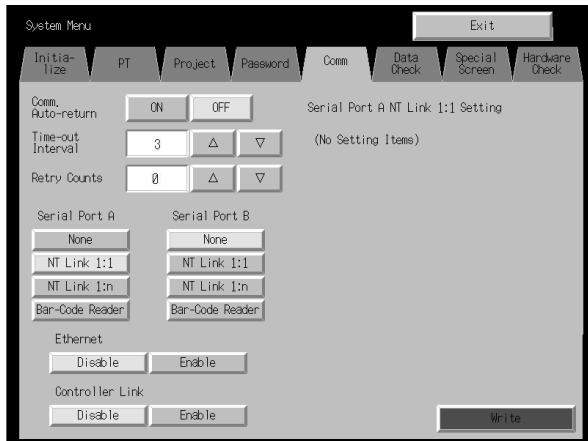 System Menu
Exit
Initia-
lize
PT
Project
Password
Comm
Data
Check
Special
Screen
Hardware
Check
Comm.
Auto-return
ON
OFF
Serial Port A NT Link 1:1 Setting
Time-out
Interval
3
△
▽
(No Setting Items)
Retry Counts
0
△
▽
Serial Port A
Serial Port B
None
None
NT Link 1:1
NT Link 1:1
NT Link 1:n
NT Link 1:n
Bar-Code Reader
Bar-Code Reader
Ethernet
Disable
Enable
Controller Link
Disable
Enable
Write